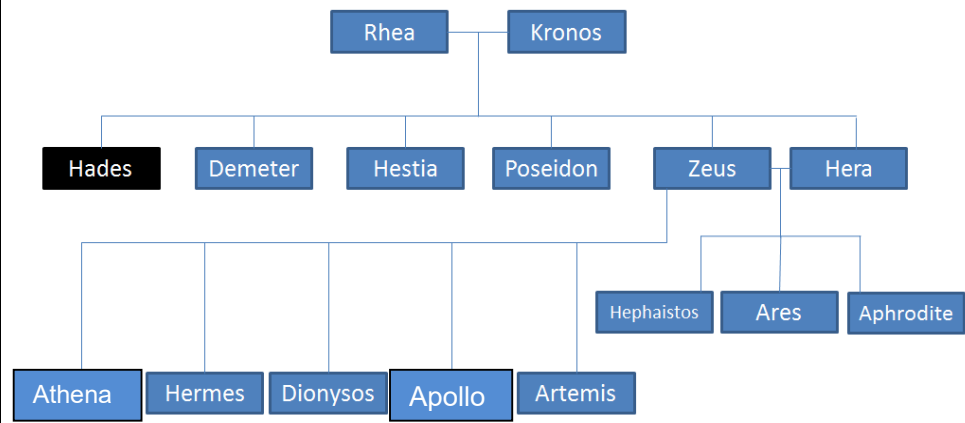 Rhea
Kronos
Hades
Demeter
Hestia
Poseidon
Zeus
Hera
Hephaistos
Ares
Aphrodite
Athena
Hermes
Dionysos
Apollo
Artemis